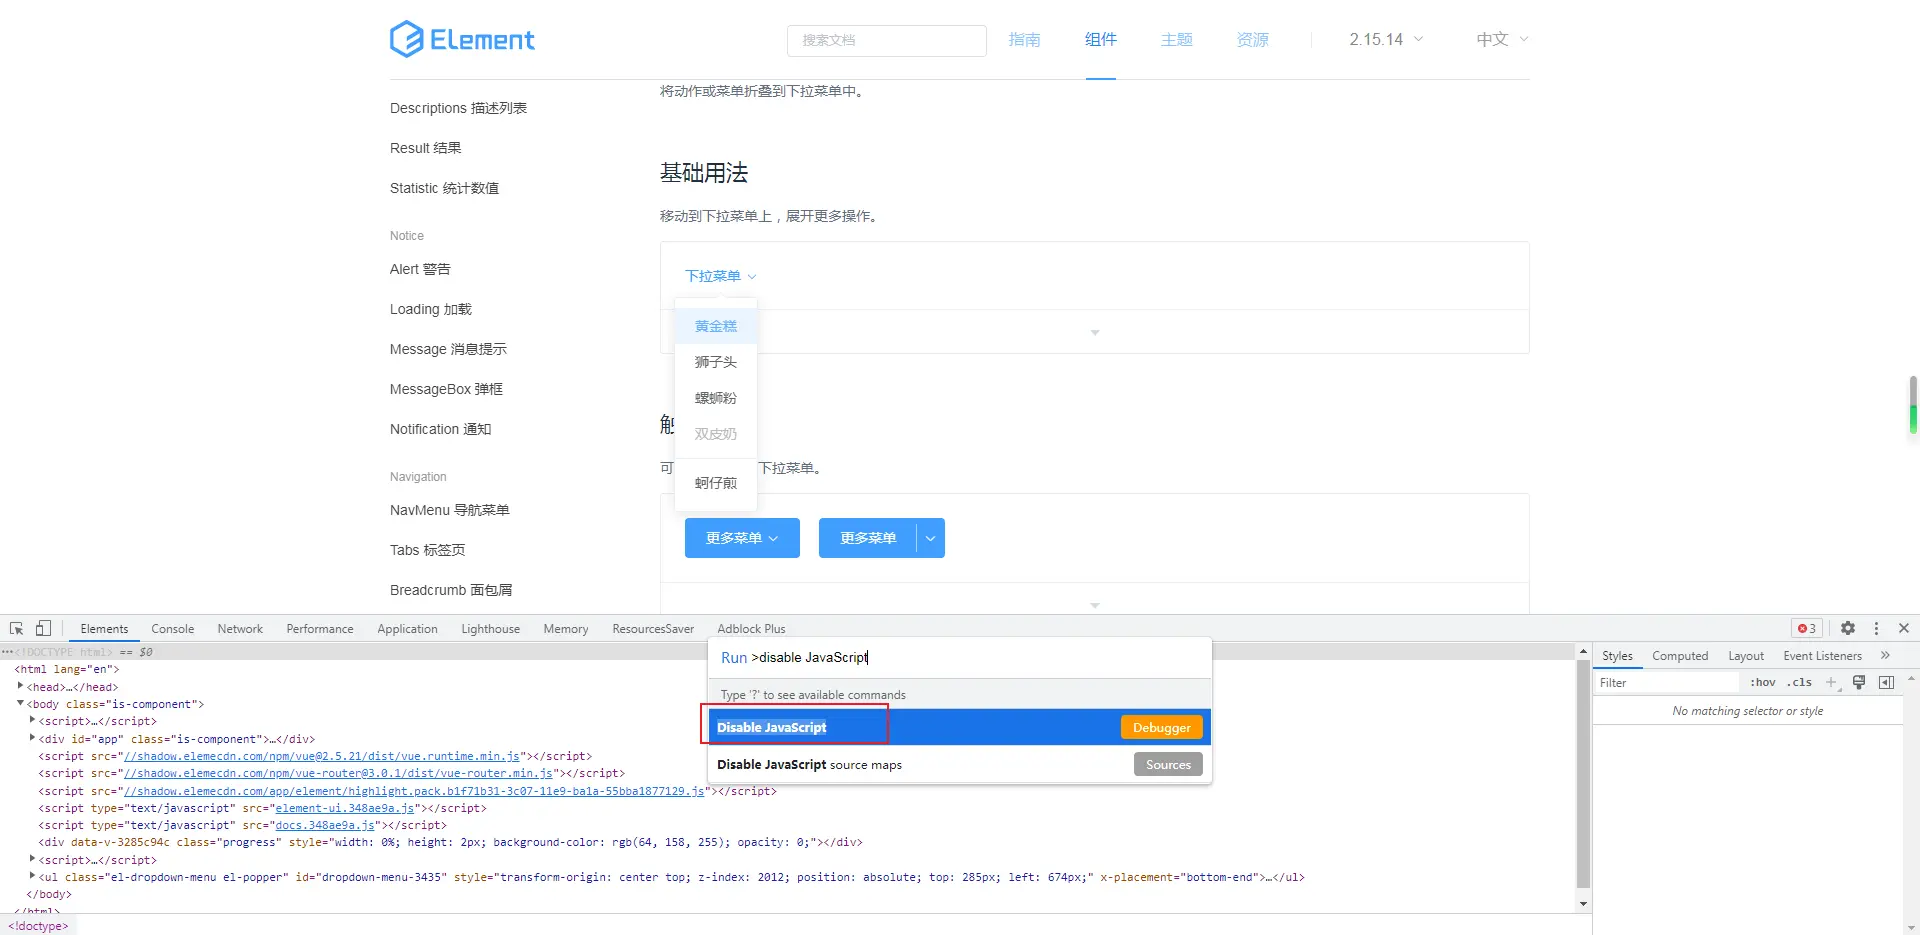 Element
搜索文档
指南
组件
主题
资源
2.15.14
中文
Descriptions 描述列表
Result 结果
Statistic 统计数值
Notice
Alert 警告
Loading 加载
Message 消息提示
MessageBox 弹框
Notification 通知
Navigation
NavMenu 导航菜单
Tabs 标签页
Breadcrumb 面包屑
将动作或菜单折叠到下拉菜单中。
基础用法
移动到下拉菜单上，展开更多操作。
下拉菜单
黄金糕
狮子头
螺蛳粉
双皮奶
蚵仔煎
触
可 下拉菜单。
更多菜单
更多菜单
Elements Console Network Performance Application Lighthouse Memory ResourcesSaver Adblock Plus
3
Run >disable JavaScript
Type '?' to see available commands
Disable JavaScript Debugger
Disable JavaScript source maps Sources
<!DOCTYPE html> == $0
<html lang="en">
<head>…</head>
<body class="is-component">
<script>…</script>
<div id="app" class="is-component">…</div>
<script src="//shadow.elemecdn.com/npm/vue@2.5.21/dist/vue.runtime.min.js"></script>
<script src="//shadow.elemecdn.com/npm/vue-router@3.0.1/dist/vue-router.min.js"></script>
<script src="//shadow.elemecdn.com/app/element/highlight.pack.b1f71b31-3c07-11e9-ba1a-55bba1877129.js"></script>
<script type="text/javascript" src="element-ui.348ae9a.js"></script>
<script type="text/javascript" src="docs.348ae9a.js"></script>
<div data-v-3285c94c class="progress" style="width: 0%; height: 2px; background-color: rgb(64, 158, 255); opacity: 0;"></div>
<script>…</script>
<ul class="el-dropdown-menu el-popper" id="dropdown-menu-3435" style="transform-origin: center top; z-index: 2012; position: absolute; top: 285px; left: 674px;" x-placement="bottom-end">…</ul>
</body>
</html>
<!doctype>
Styles Computed Layout Event Listeners
Filter :hov .cls
No matching selector or style